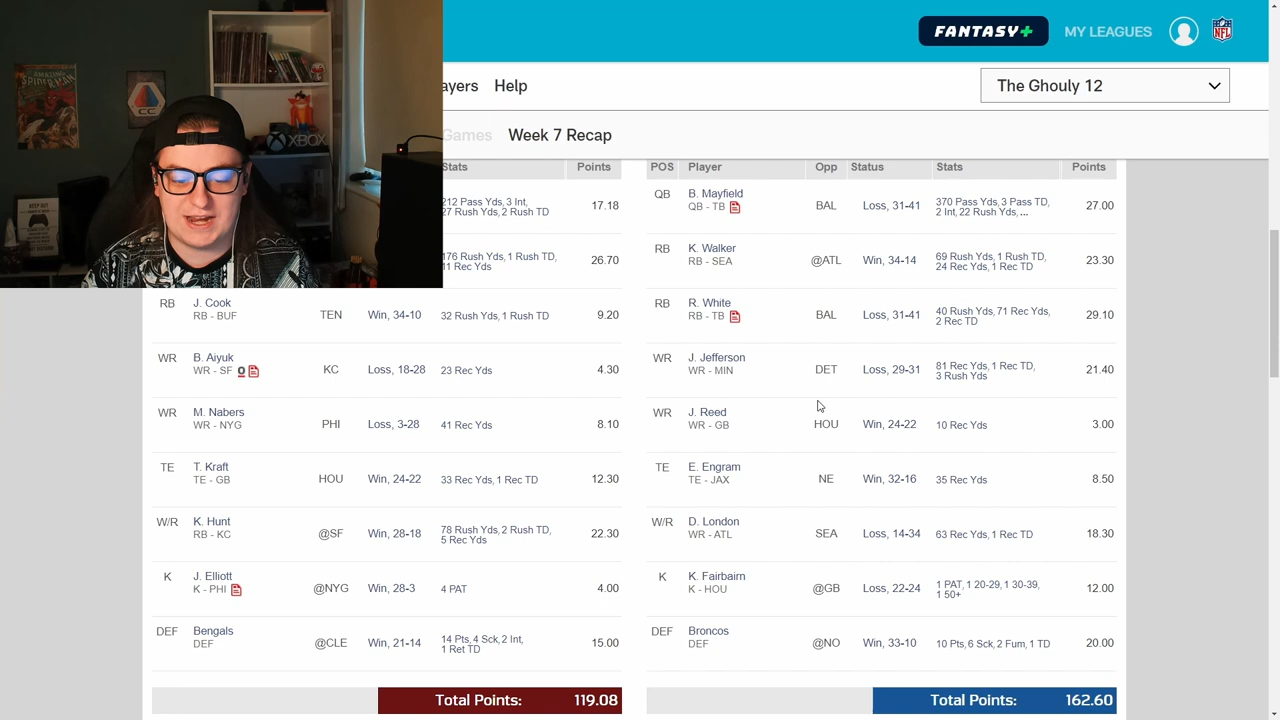 FANTASY+ MY LEAGUES NFL
ayers Help The Ghouly 12
Games Week 7 Recap
Stats Points POS Player Opp Status Stats Points
212 Pass Yds, 3 Int,
27 Rush Yds, 2 Rush TD
17.18
QB B. Mayfield
QB - TB
BAL Loss, 31-41
370 Pass Yds, 3 Pass TD,
2 Int, 22 Rush Yds, ...
27.00
176 Rush Yds, 1 Rush TD,
11 Rec Yds
26.70
RB K. Walker
RB - SEA
@ATL Win, 34-14
69 Rush Yds, 1 Rush TD,
24 Rec Yds, 1 Rec TD
23.30
RB J. Cook
RB - BUF
TEN Win, 34-10 32 Rush Yds, 1 Rush TD 9.20
RB R. White
RB - TB
BAL Loss, 31-41
40 Rush Yds, 71 Rec Yds,
2 Rec TD
29.10
WR B. Aiyuk
WR - SF O
KC Loss, 18-28 23 Rec Yds 4.30
WR J. Jefferson
WR - MIN
DET Loss, 29-31
81 Rec Yds, 1 Rec TD,
3 Rush Yds
21.40
WR M. Nabers
WR - NYG
PHI Loss, 3-28 41 Rec Yds 8.10
WR J. Reed
WR - GB
HOU Win, 24-22 10 Rec Yds 3.00
TE T. Kraft
TE - GB
HOU Win, 24-22 33 Rec Yds, 1 Rec TD 12.30
TE E. Engram
TE - JAX
NE Win, 32-16 35 Rec Yds 8.50
W/R K. Hunt
RB - KC
@SF Win, 28-18
78 Rush Yds, 2 Rush TD,
5 Rec Yds
22.30
W/R D. London
WR - ATL
SEA Loss, 14-34 63 Rec Yds, 1 Rec TD 18.30
K J. Elliott
K - PHI
@NYG Win, 28-3 4 PAT 4.00
K K. Fairbairn
K - HOU
@GB Loss, 22-24
1 PAT, 1 20-29, 1 30-39,
1 50+
12.00
DEF Bengals
DEF
@CLE Win, 21-14
14 Pts, 4 Sck, 2 Int,
1 Ret TD
15.00
DEF Broncos
DEF
@NO Win, 33-10 10 Pts, 6 Sck, 2 Fum, 1 TD 20.00
Total Points: 119.08 Total Points: 162.60
XBOX